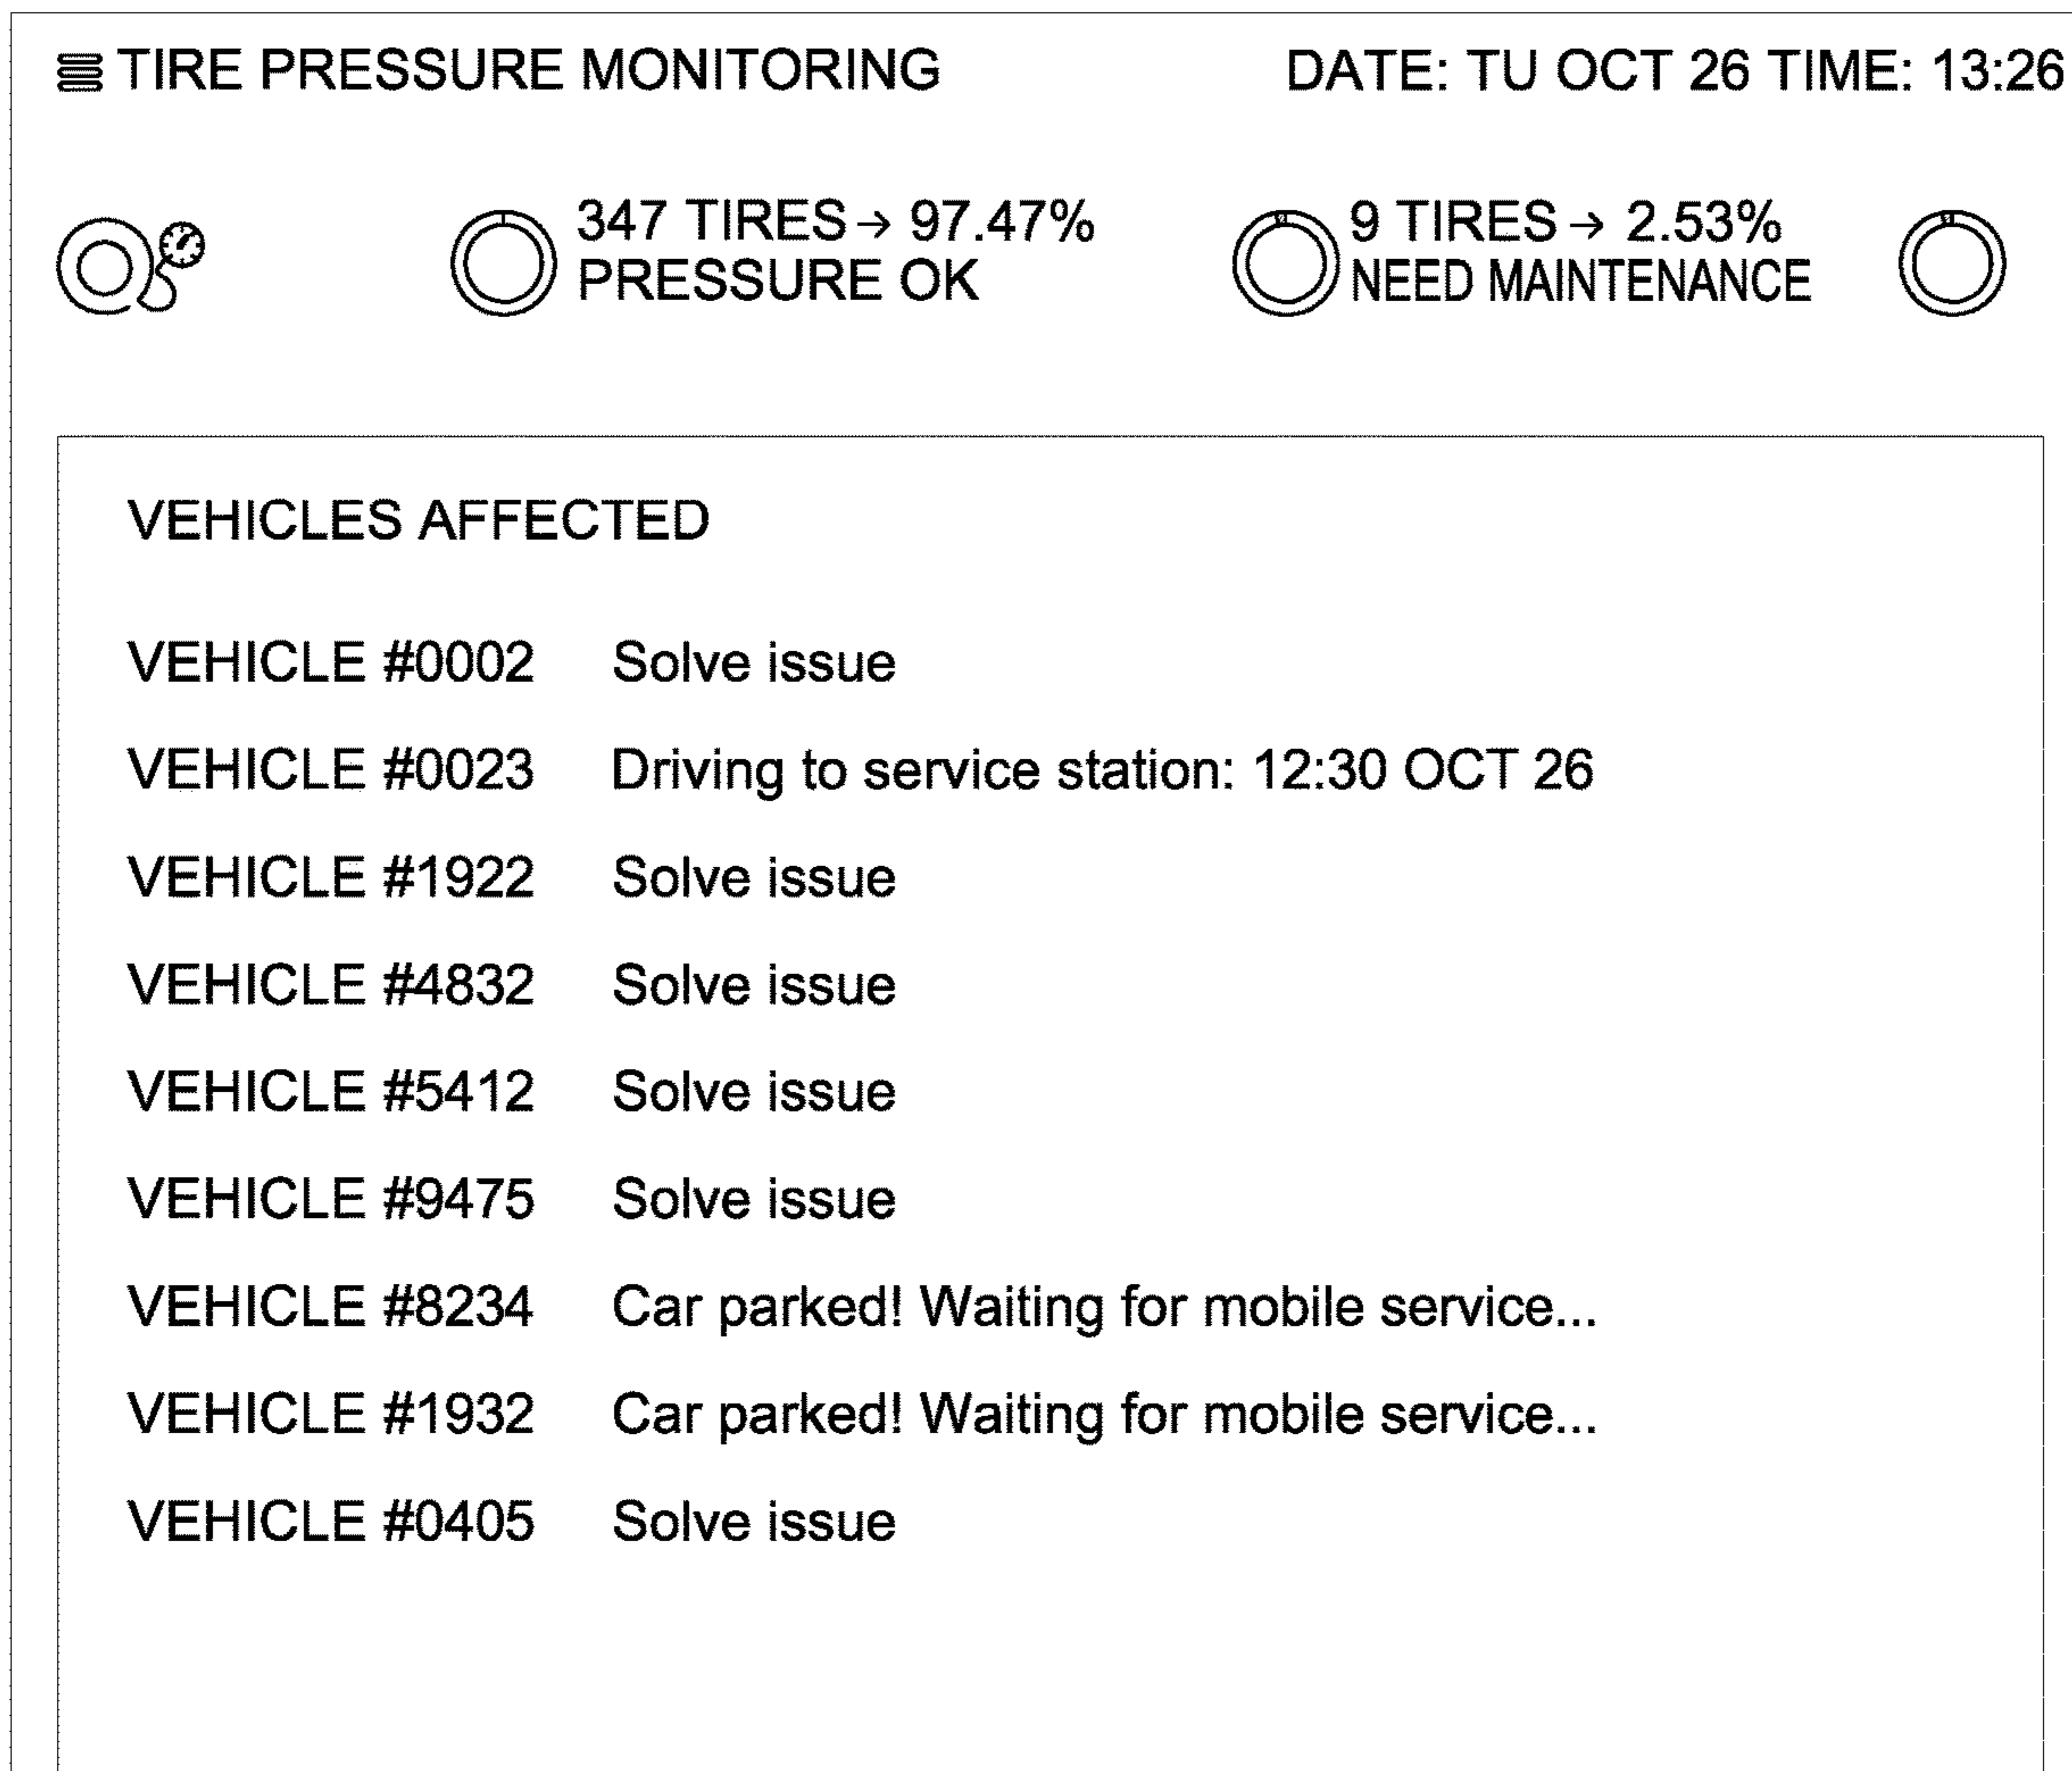 TIRE PRESSURE MONITORING DATE: TU OCT 26 TIME: 13:26
347 TIRES → 97.47% 9 TIRES → 2.53%
PRESSURE OK NEED MAINTENANCE
VEHICLES AFFECTED
VEHICLE #0002 Solve issue
VEHICLE #0023 Driving to service station: 12:30 OCT 26
VEHICLE #1922 Solve issue
VEHICLE #4832 Solve issue
VEHICLE #5412 Solve issue
VEHICLE #9475 Solve issue
VEHICLE #8234 Car parked! Waiting for mobile service...
VEHICLE #1932 Car parked! Waiting for mobile service...
VEHICLE #0405 Solve issue